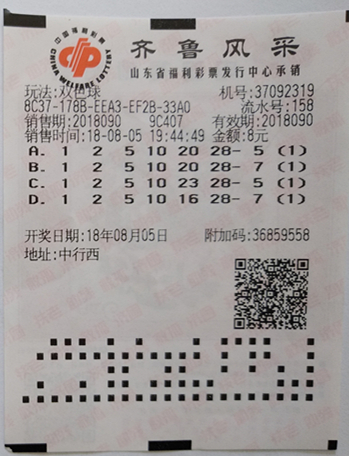 中国福利彩票
CHINA WELFARE LOTTERY
齐鲁风采
山东省福利彩票发行中心承销
玩法:双色球 机号:37092319
8C37-178B-EEA3-EF2B-33A0 流水号:158
销售期:2018090 9C407 有效期:2018090
销售时间:18-08-05 19:44:49 金额:8元
A. 1 2 5 10 20 28- 5 (1)
B. 1 2 5 10 20 28- 7 (1)
C. 1 2 5 10 23 28- 5 (1)
D. 1 2 5 10 16 28- 7 (1)
开奖日期:18年08月05日 附加码:36859558
地址:中行西